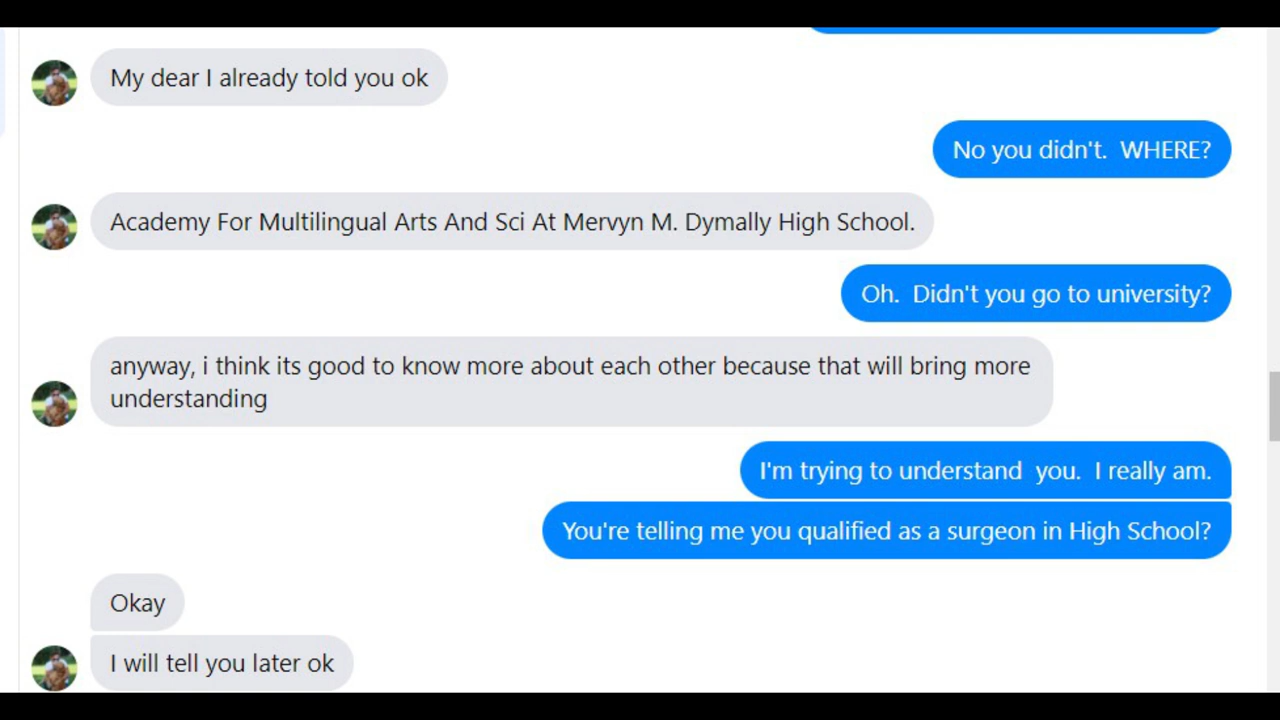 My dear I already told you ok
No you didn't.  WHERE?
Academy For Multilingual Arts And Sci At Mervyn M. Dymally High School.
Oh.  Didn't you go to university?
anyway, i think its good to know more about each other because that will bring more
understanding
I'm trying to understand  you.  I really am.
You're telling me you qualified as a surgeon in High School?
Okay
I will tell you later ok